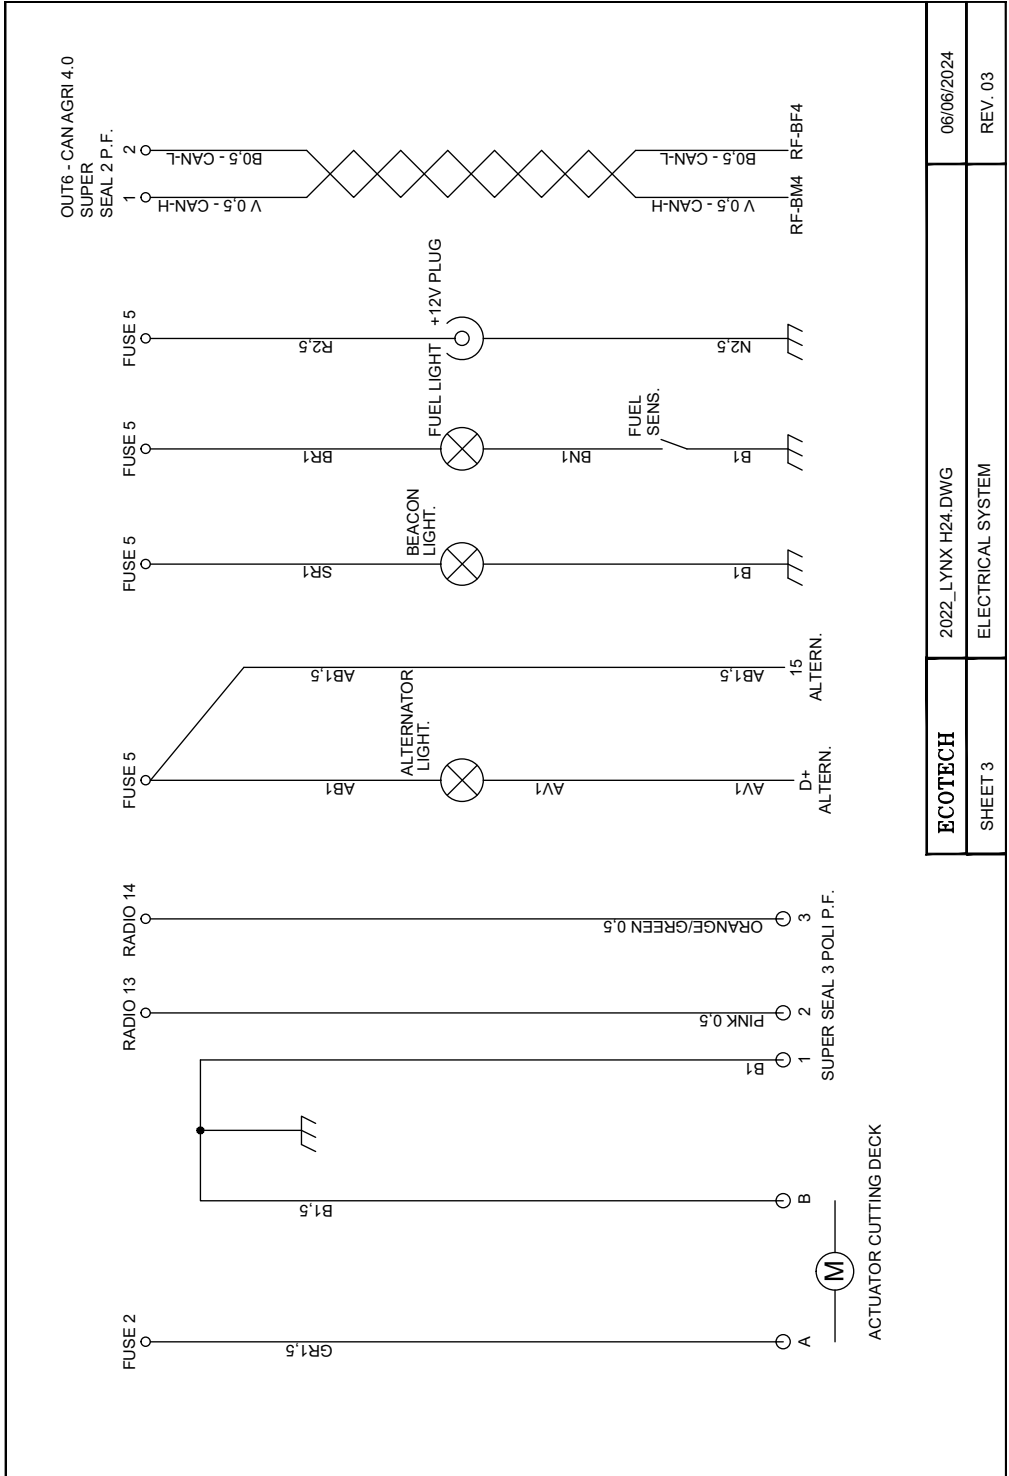 FUSE 2
GR1,5
A
M
ACTUATOR CUTTING DECK
B1,5
B
B1
1
SUPER SEAL 3 POLI P.F.
RADIO 13
PINK 0,5
2
RADIO 14
ORANGE/GREEN 0,5
3
FUSE 5
AB1
ALTERNATOR
LIGHT.
AV1
AV1
D+
ALTERN.
AB1,5
AB1,5
15
ALTERN.
FUSE 5
SR1
BEACON
LIGHT.
B1
FUSE 5
BR1
FUEL LIGHT
BN1
FUEL
SENS.
B1
FUSE 5
R2,5
+12V PLUG
N2,5
OUT6 - CAN AGRI 4.0
SUPER
SEAL 2 P.F.
1
2
V 0,5 - CAN-H
B0,5 - CAN-L
V 0,5 - CAN-H
B0,5 - CAN-L
RF-BM4
RF-BF4
ECOTECH
2022_LYNX H24.DWG
06/06/2024
SHEET 3
ELECTRICAL SYSTEM
REV. 03